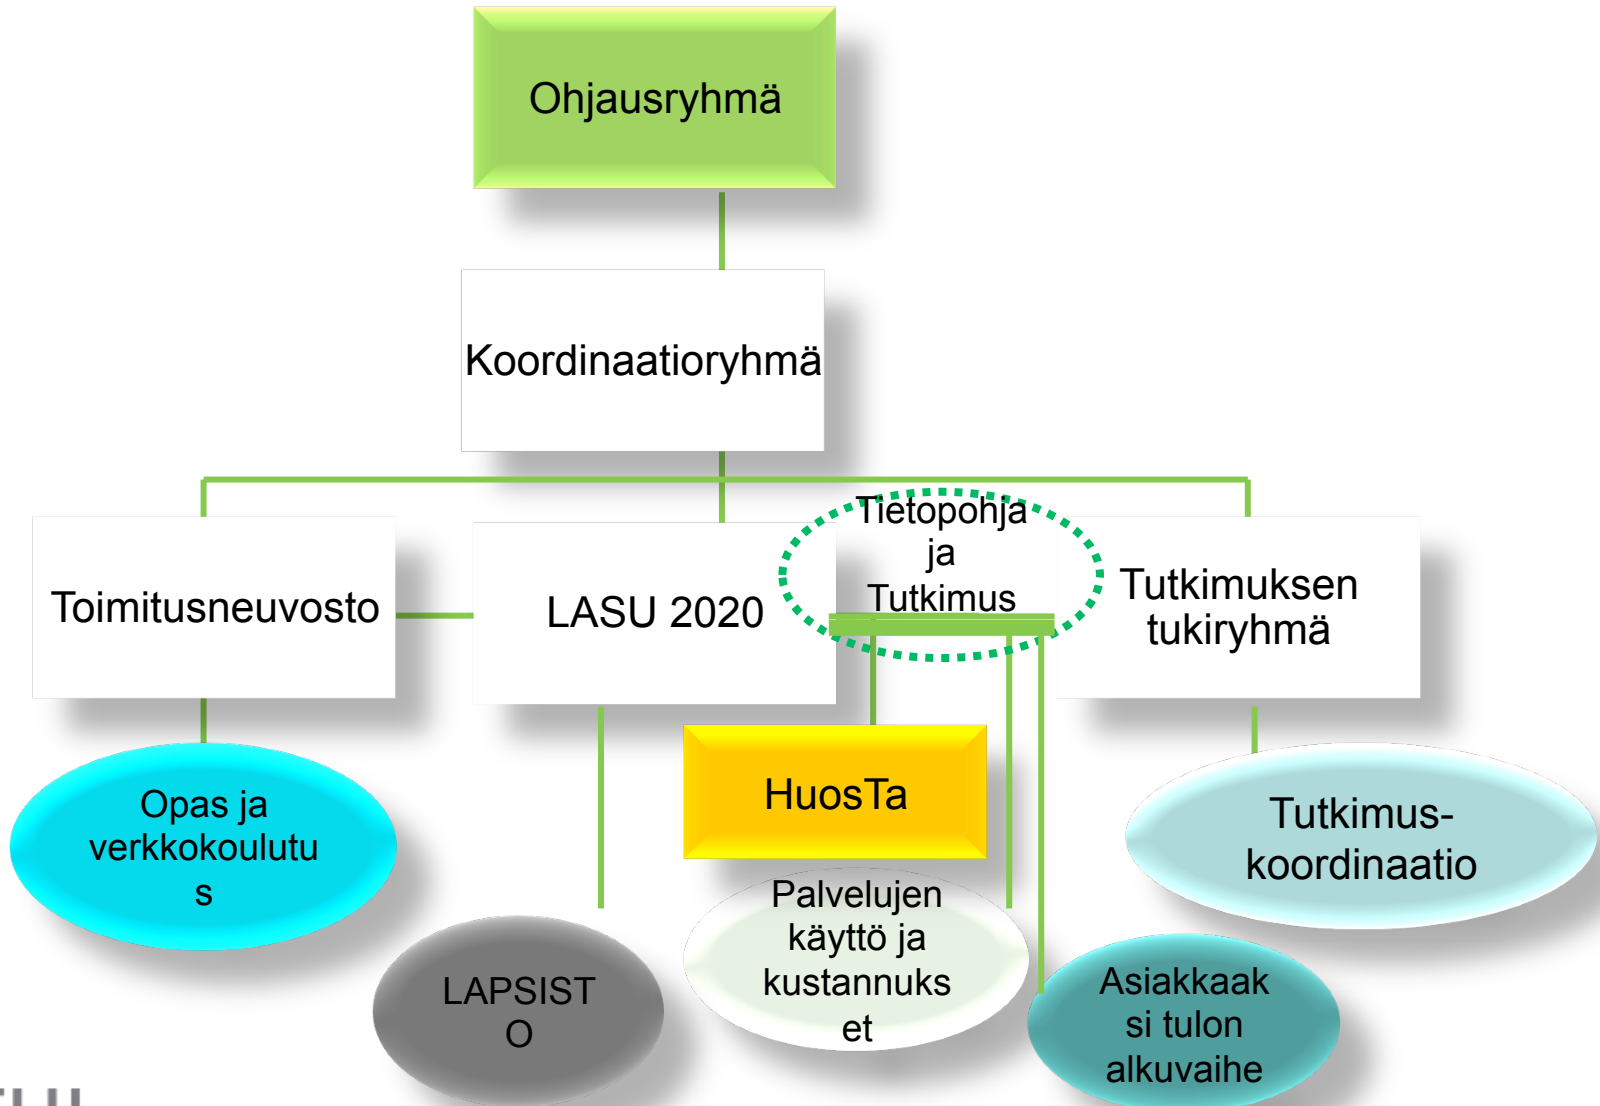 Ohjausryhmä
Koordinaatioryhmä
Toimitusneuvosto
LASU 2020
Tietopohja
ja
Tutkimus
Tutkimuksen
tukiryhmä
Opas ja
verkkokoulutu
s
HuosTa
Tutkimus-
koordinaatio
LAPSIST
O
Palvelujen
käyttö ja
kustannuks
et
Asiakkaak
si tulon
alkuvaihe